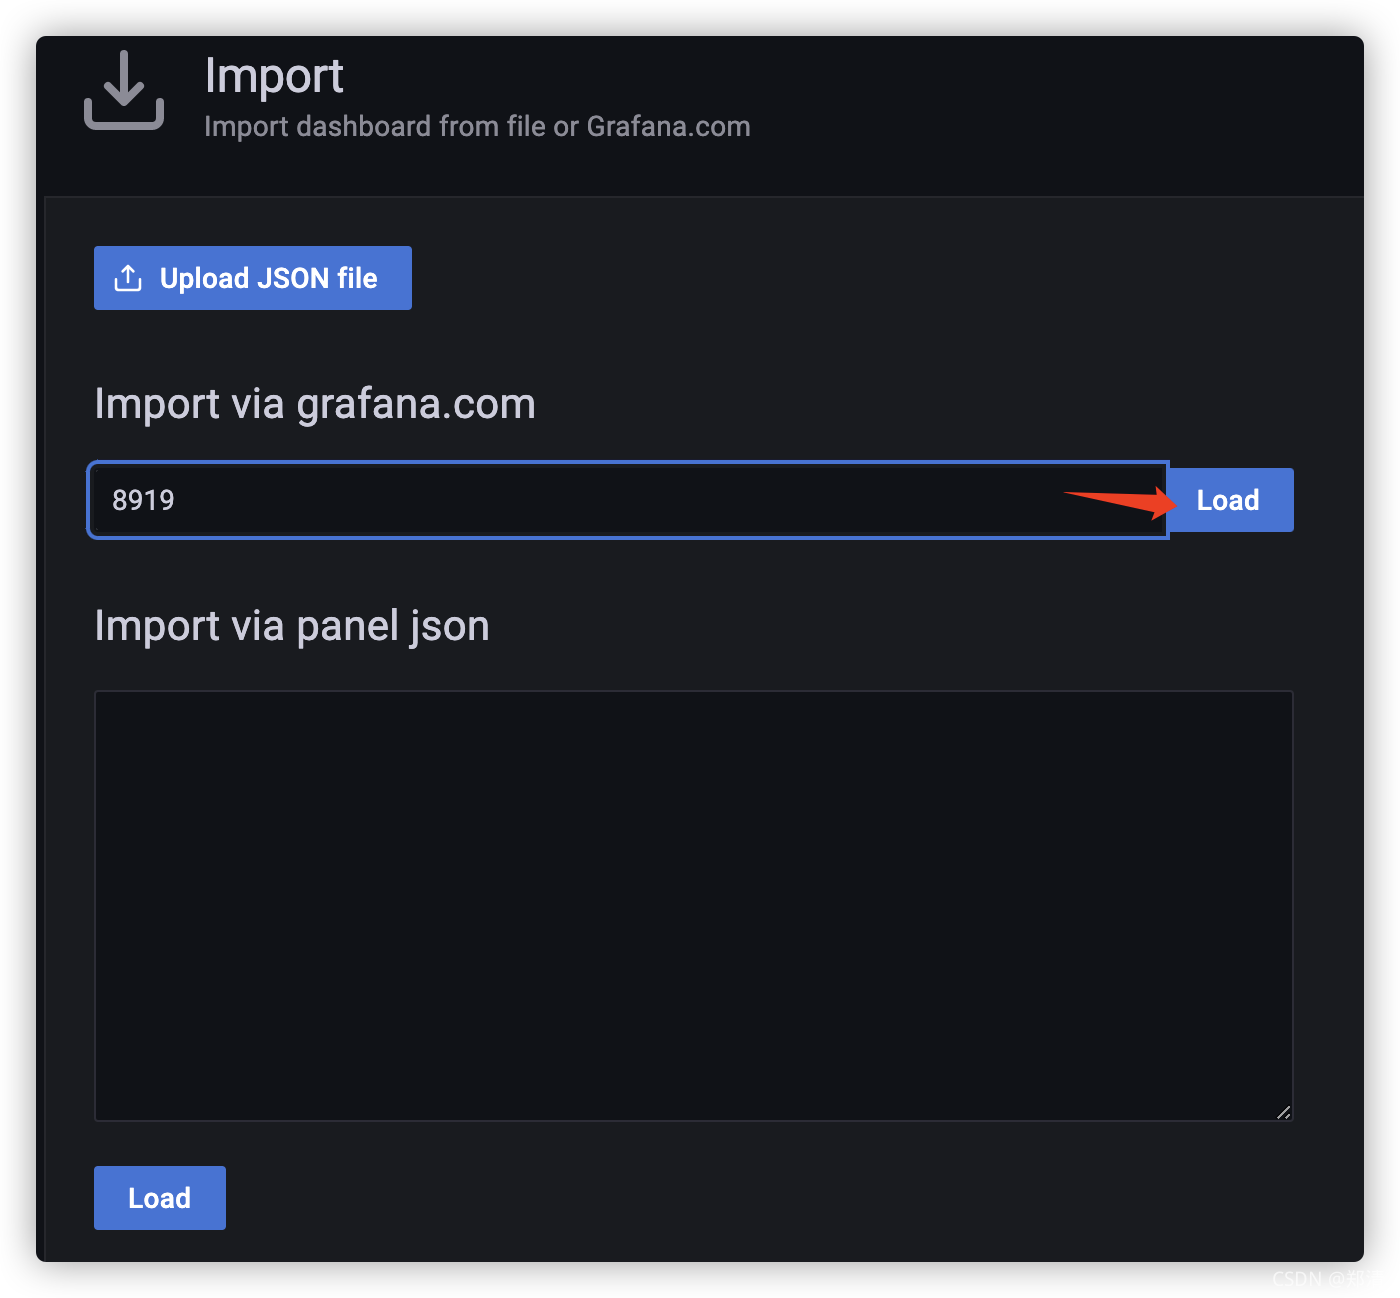 Import
Import dashboard from file or Grafana.com
Upload JSON file
Import via grafana.com
8919
Load
Import via panel json
Load
CSDN @郑